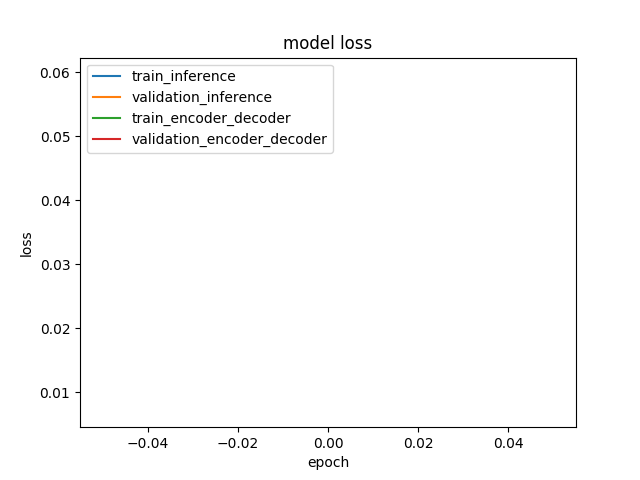 model loss
train_inference
validation_inference
train_encoder_decoder
validation_encoder_decoder
0.06
0.05
0.04
0.03
0.02
0.01
loss
−0.04 −0.02 0.00 0.02 0.04
epoch